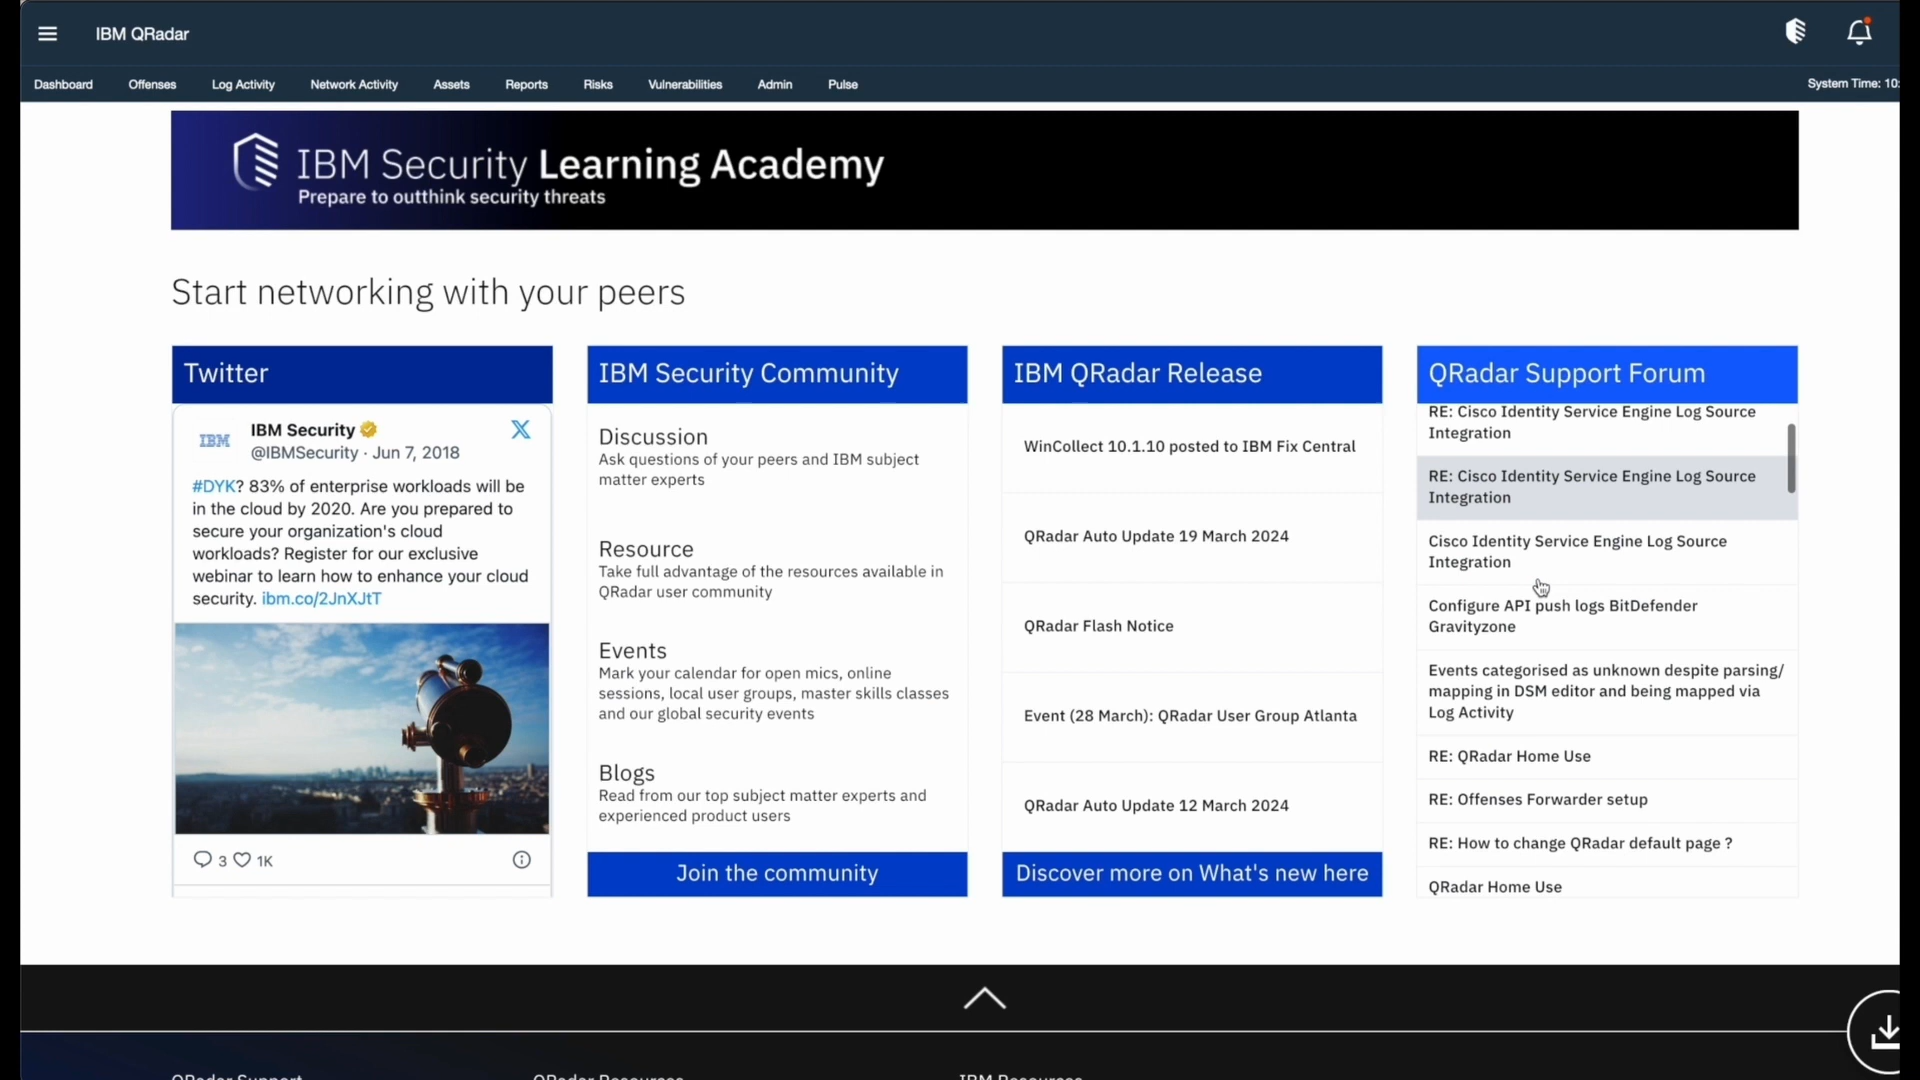 IBM QRadar
Dashboard
Offenses
Log Activity
Network Activity
Assets
Reports
Risks
Vulnerabilities
Admin
Pulse
System Time: 10:
IBM Security Learning Academy
Prepare to outthink security threats
Start networking with your peers
Twitter
IBM
IBM Security
@IBMSecurity · Jun 7, 2018
#DYK? 83% of enterprise workloads will be
in the cloud by 2020. Are you prepared to
secure your organization's cloud
workloads? Register for our exclusive
webinar to learn how to enhance your cloud
security. ibm.co/2JnXJtT
3
1K
IBM Security Community
Discussion
Ask questions of your peers and IBM subject
matter experts
Resource
Take full advantage of the resources available in
QRadar user community
Events
Mark your calendar for open mics, online
sessions, local user groups, master skills classes
and our global security events
Blogs
Read from our top subject matter experts and
experienced product users
Join the community
IBM QRadar Release
WinCollect 10.1.10 posted to IBM Fix Central
QRadar Auto Update 19 March 2024
QRadar Flash Notice
Event (28 March): QRadar User Group Atlanta
QRadar Auto Update 12 March 2024
Discover more on What's new here
QRadar Support Forum
RE: Cisco Identity Service Engine Log Source
Integration
RE: Cisco Identity Service Engine Log Source
Integration
Cisco Identity Service Engine Log Source
Integration
Configure API push logs BitDefender
Gravityzone
Events categorised as unknown despite parsing/
mapping in DSM editor and being mapped via
Log Activity
RE: QRadar Home Use
RE: Offenses Forwarder setup
RE: How to change QRadar default page ?
QRadar Home Use
QRadar Support
QRadar Resources
IBM Resources